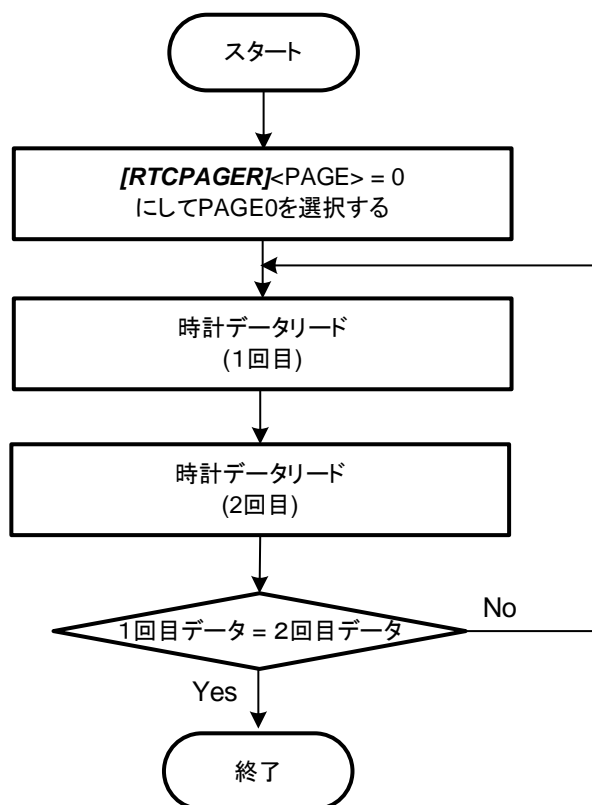 スタート
[RTCPAGER]<PAGE> = 0
にしてPAGE0を選択する
時計データリード
(1回目)
時計データリード
(2回目)
1回目データ = 2回目データ
No
Yes
終了